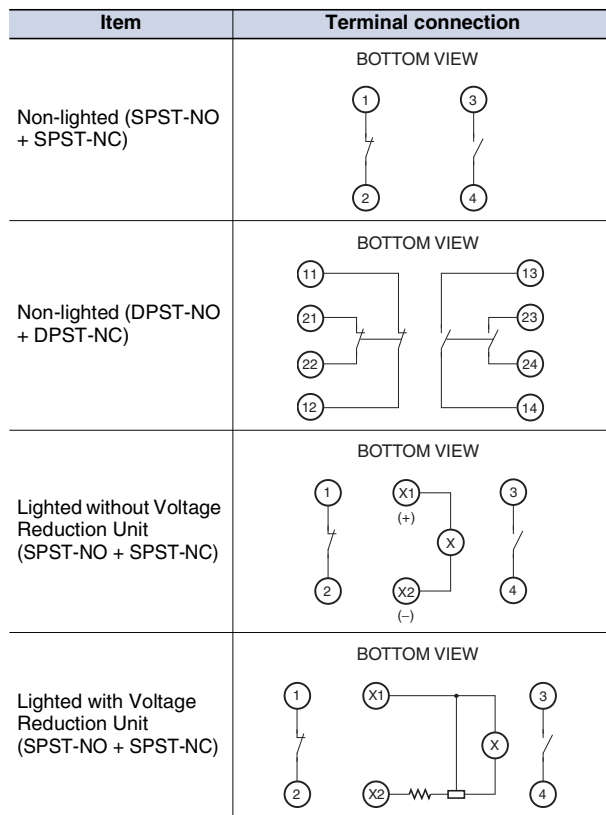 Item Terminal connection
BOTTOM VIEW
Non-lighted (SPST-NO
+ SPST-NC)
1 3
2 4
BOTTOM VIEW
Non-lighted (DPST-NO
+ DPST-NC)
11 13
21 23
22 24
12 14
BOTTOM VIEW
Lighted without Voltage
Reduction Unit
(SPST-NO + SPST-NC)
1 X1 3
(+)
X
2 X2 4
(−)
BOTTOM VIEW
Lighted with Voltage
Reduction Unit
(SPST-NO + SPST-NC)
1 X1 3
X
2 X2 4